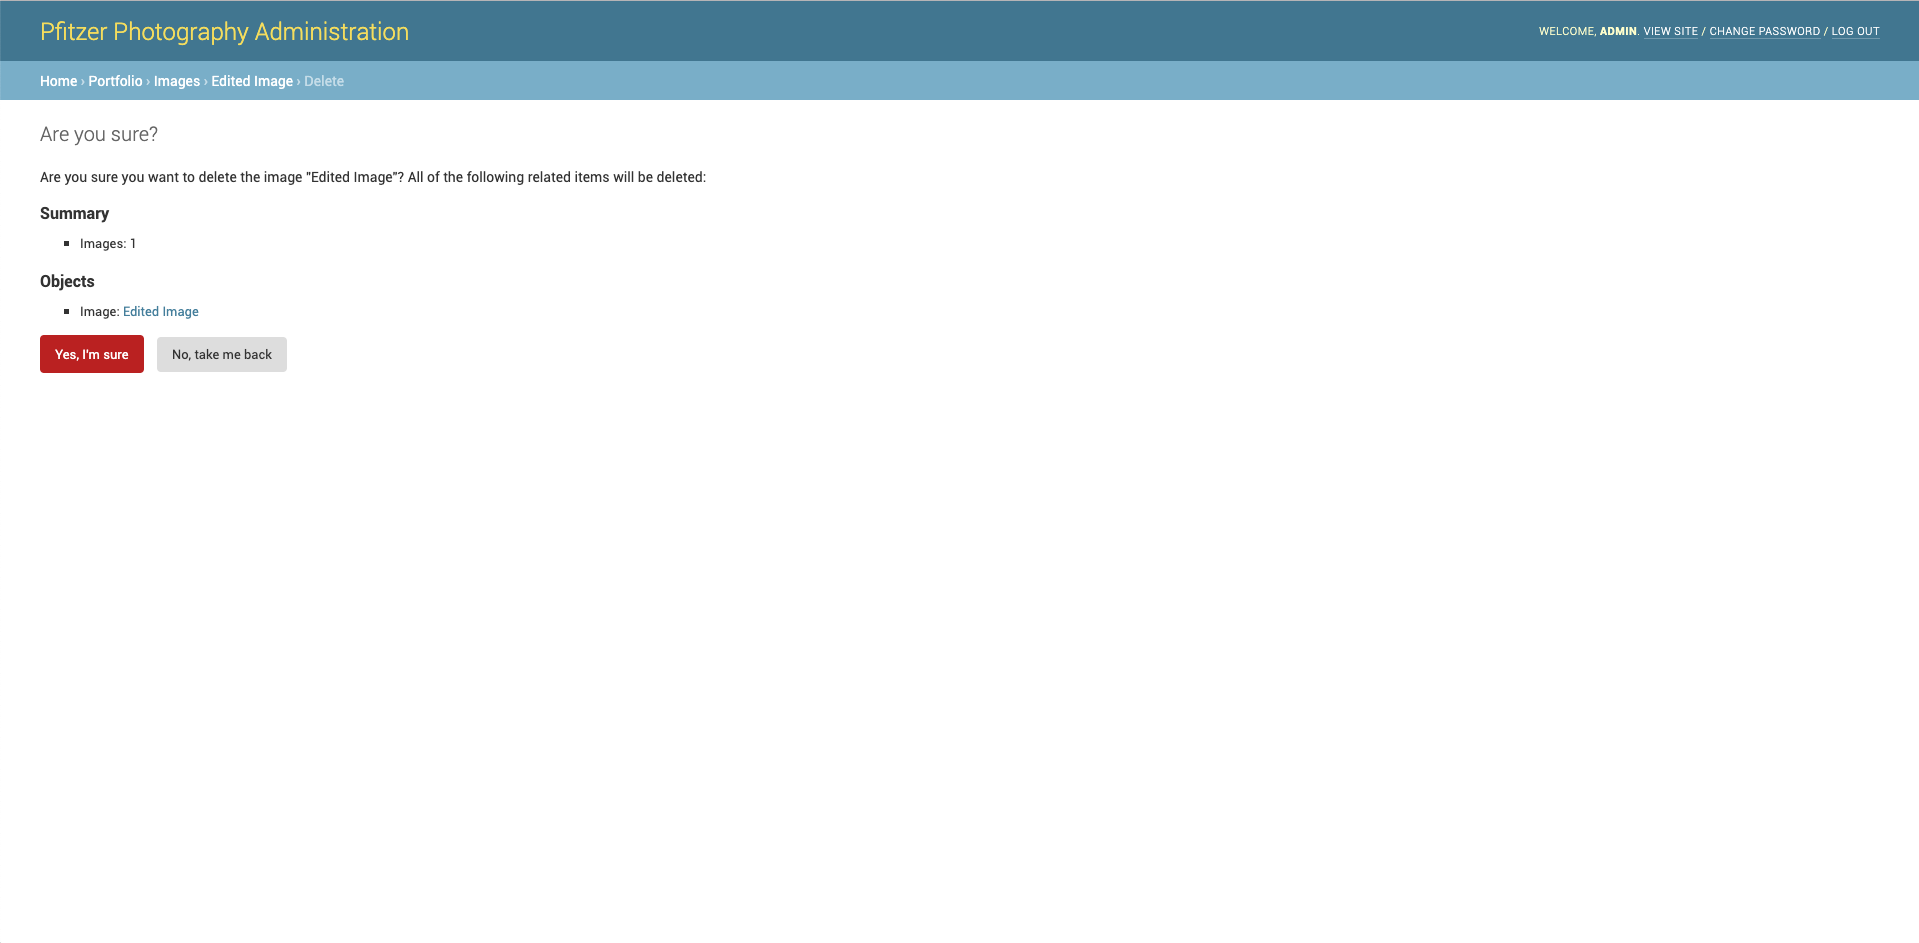 Pfitzer Photography Administration
WELCOME, ADMIN. VIEW SITE / CHANGE PASSWORD / LOG OUT
Home › Portfolio › Images › Edited Image › Delete
Are you sure?
Are you sure you want to delete the image "Edited Image"? All of the following related items will be deleted:
Summary
Images: 1
Objects
Image: Edited Image
Yes, I'm sure
No, take me back